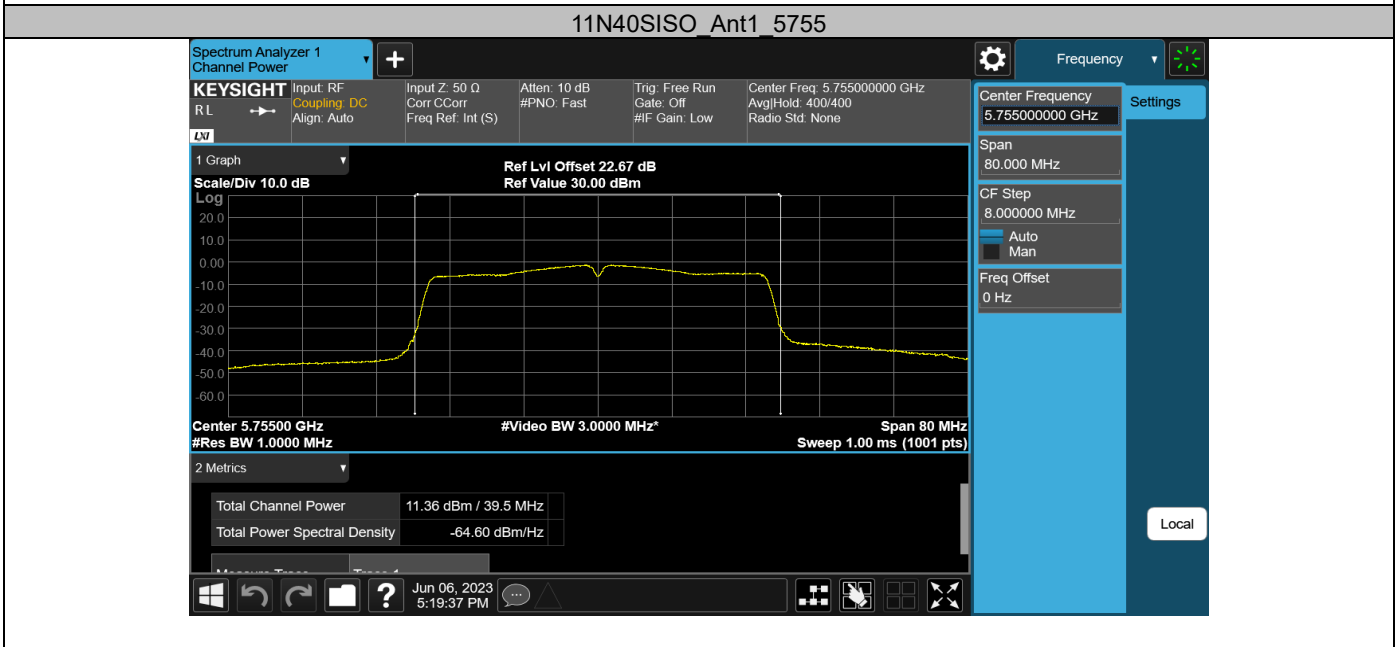 11N40SISO_Ant1_5755
Spectrum Analyzer 1
Channel Power
Frequency
KEYSIGHT
RL
LXI
Input: RF
Coupling: DC
Align: Auto
Input Z: 50 Ω
Corr CCorr
Freq Ref: Int (S)
Atten: 10 dB
#PNO: Fast
Trig: Free Run
Gate: Off
#IF Gain: Low
Center Freq: 5.755000000 GHz
Avg|Hold: 400/400
Radio Std: None
Center Frequency
5.755000000 GHz
Settings
Span
80.000 MHz
CF Step
8.000000 MHz
Auto
Man
Freq Offset
0 Hz
1 Graph
Scale/Div 10.0 dB
Ref Lvl Offset 22.67 dB
Ref Value 30.00 dBm
Log
20.0
10.0
0.00
-10.0
-20.0
-30.0
-40.0
-50.0
-60.0
Center 5.75500 GHz
#Video BW 3.0000 MHz*
Span 80 MHz
#Res BW 1.0000 MHz
Sweep 1.00 ms (1001 pts)
2 Metrics
Total Channel Power 11.36 dBm / 39.5 MHz
Total Power Spectral Density -64.60 dBm/Hz
Measure Trace Trace 1
Local
?
Jun 06, 2023
5:19:37 PM